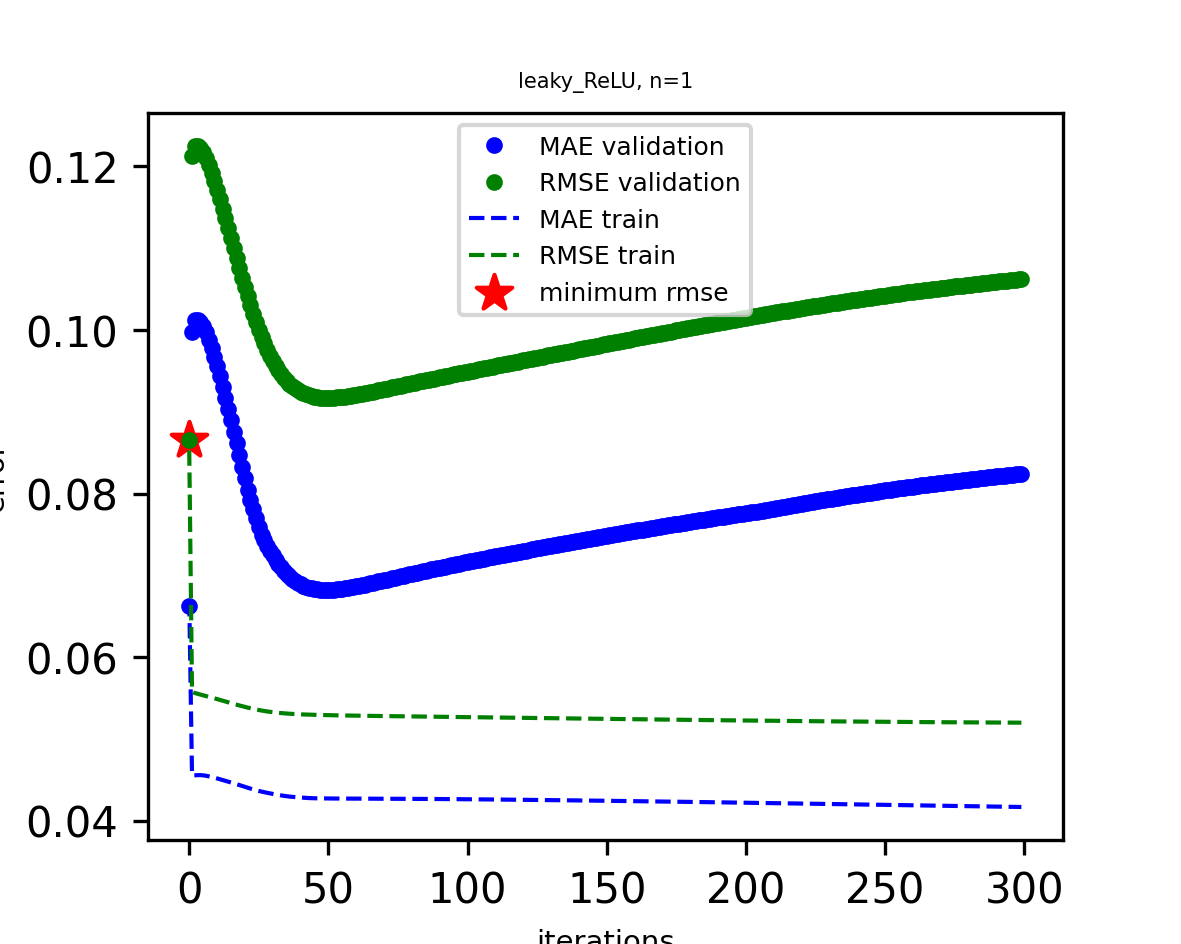 leaky_ReLU, n=1
MAE validation
RMSE validation
MAE train
RMSE train
minimum rmse
0.12
0.10
0.08
0.06
0.04
0 50 100 150 200 250 300
iterations